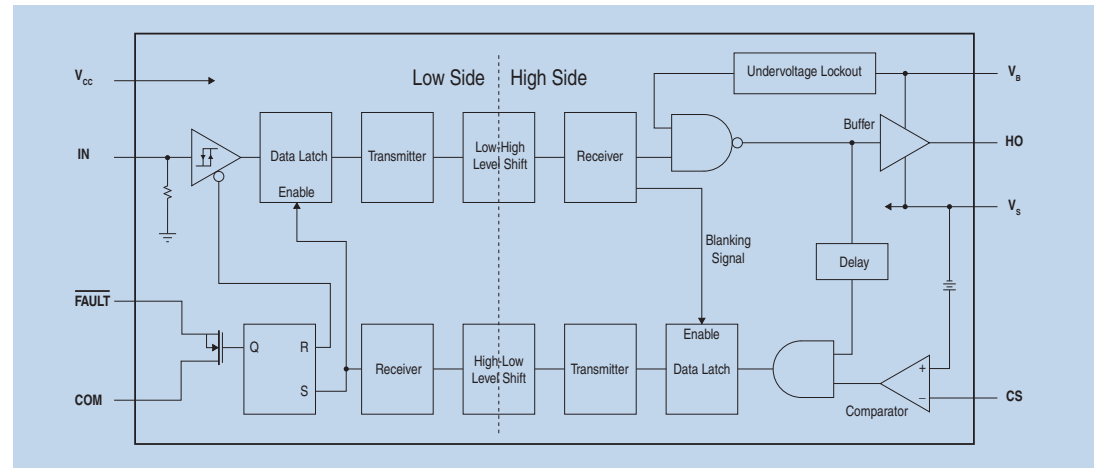 Low Side
High Side
Undervoltage Lockout
V_CC
V_B
Buffer
IN
Data Latch
Enable
Transmitter
Low-High
Level Shift
Receiver
HO
V_S
Blanking
Signal
Delay
FAULT
Q
R
S
Receiver
High-Low
Level Shift
Transmitter
Enable
Data Latch
+
–
Comparator
COM
CS